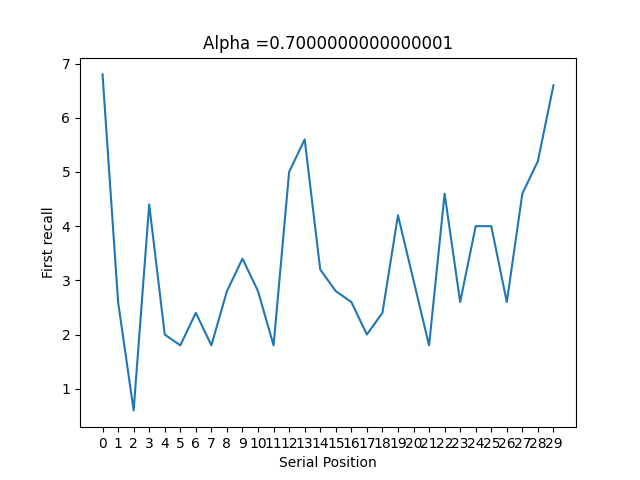 Alpha =0.7000000000000001
7
6
5
4
3
2
1
First recall
0 1 2 3 4 5 6 7 8 9 10 11 12 13 14 15 16 17 18 19 20 21 22 23 24 25 26 27 28 29
Serial Position